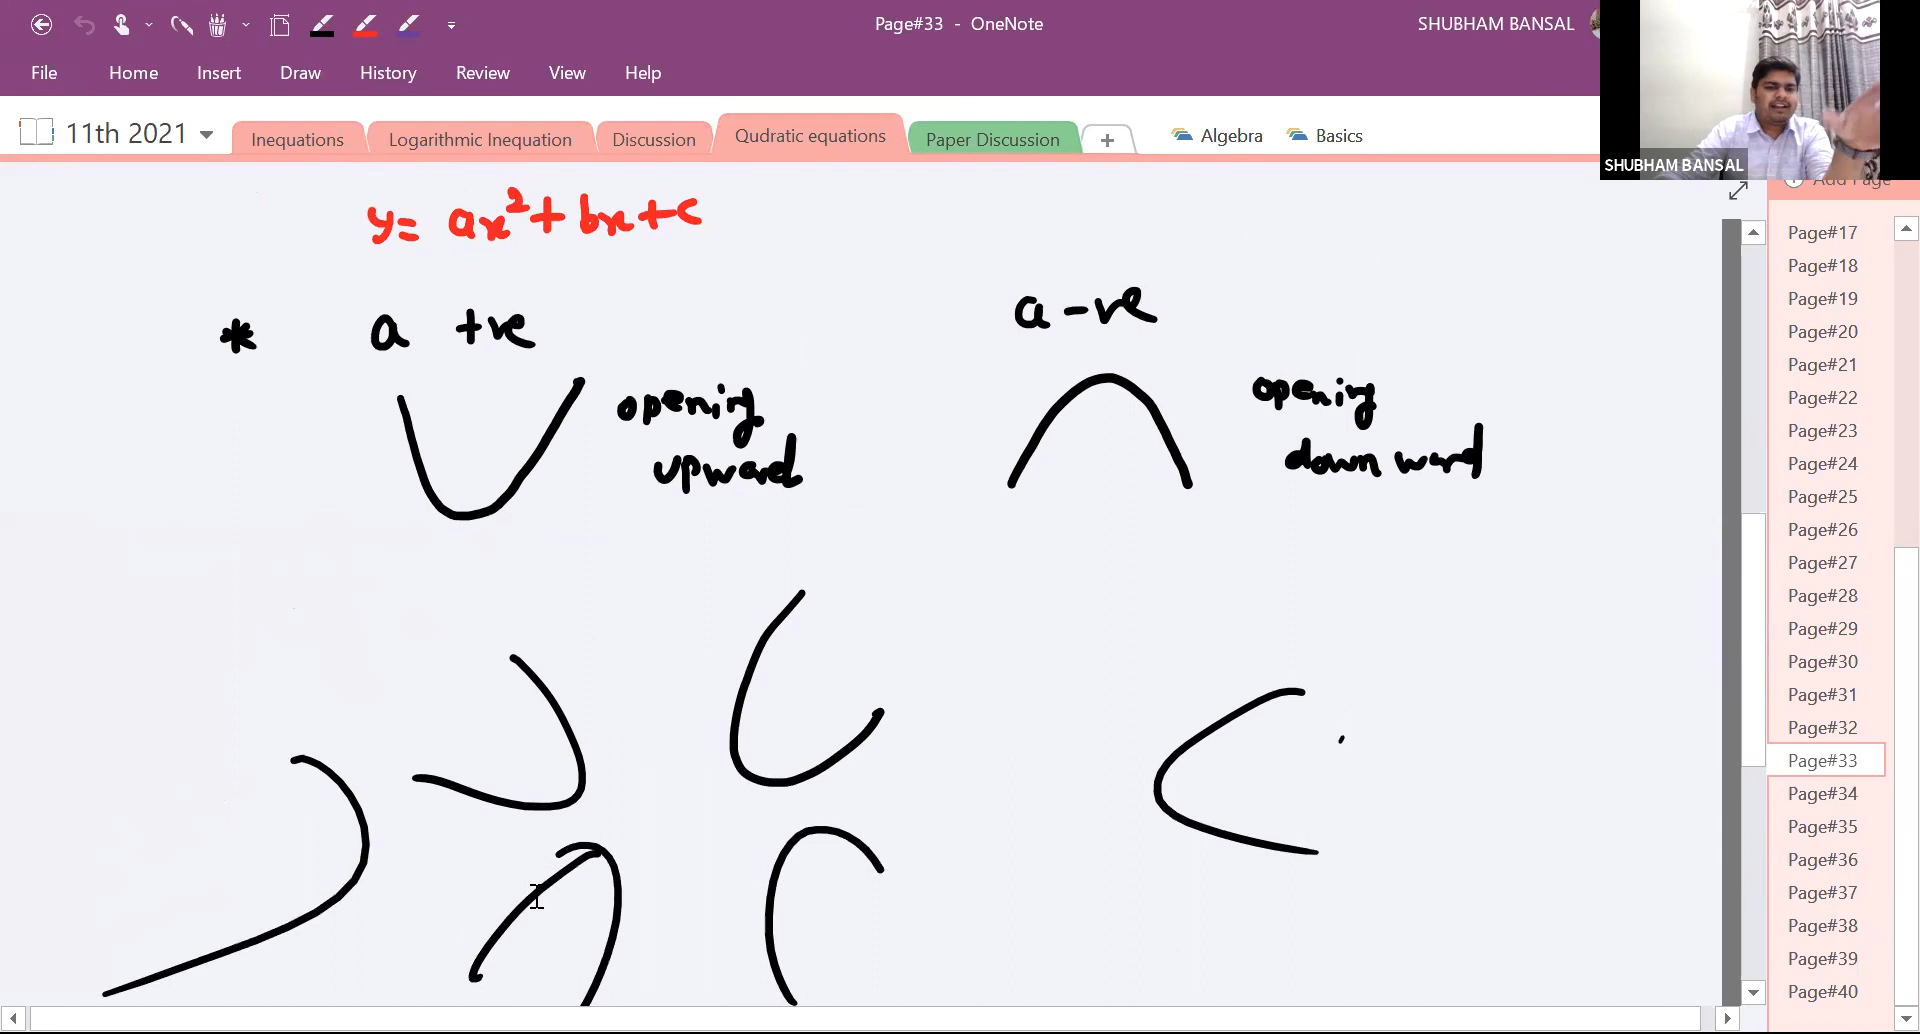 Page#33 - OneNote
SHUBHAM BANSAL
File Home Insert Draw History Review View Help
SHUBHAM BANSAL
11th 2021
Inequations
Logarithmic Inequation
Discussion
Qudratic equations
Paper Discussion
+
Algebra
Basics
Add Page
y= ax²+bx+c
* a +ve
a -ve
opening
upward
opening
downward
Page#17
Page#18
Page#19
Page#20
Page#21
Page#22
Page#23
Page#24
Page#25
Page#26
Page#27
Page#28
Page#29
Page#30
Page#31
Page#32
Page#33
Page#34
Page#35
Page#36
Page#37
Page#38
Page#39
Page#40